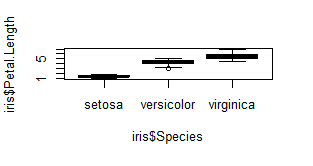 iris$Petal.Length
5
1
setosa versicolor virginica
iris$Species